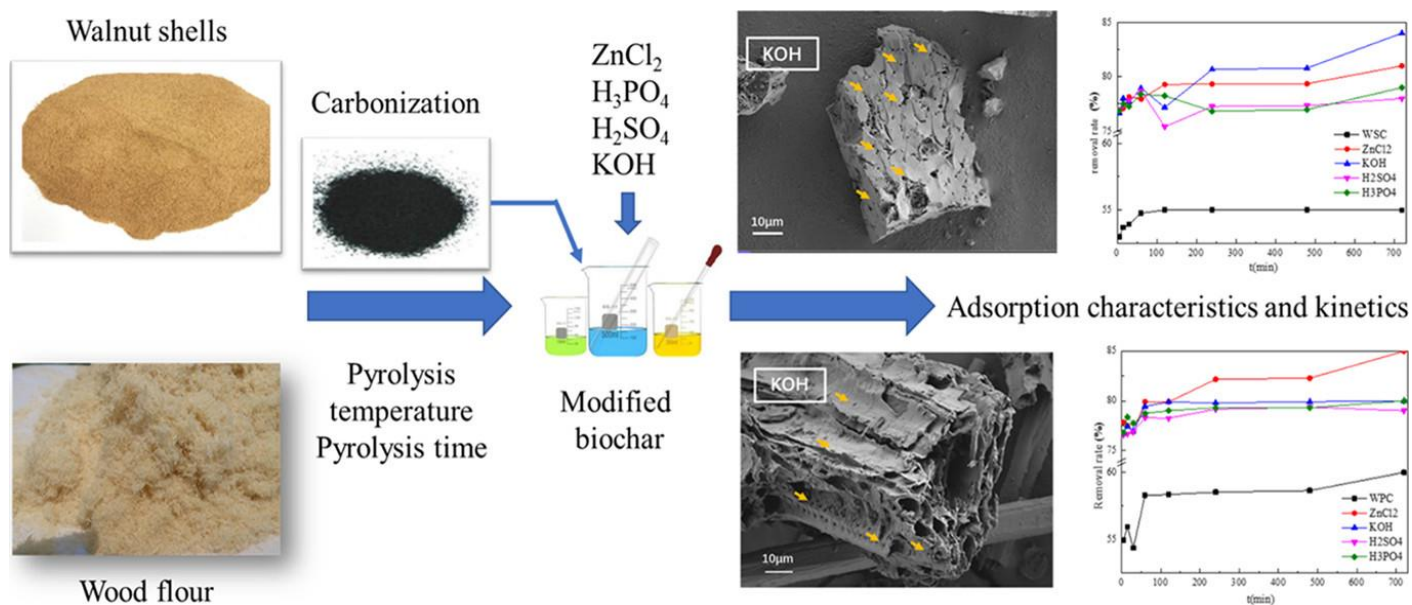 Walnut shells
Carbonization
ZnCl2
H3PO4
H2SO4
KOH
Pyrolysis
temperature
Pyrolysis time
Modified
biochar
Wood flour
KOH
10μm
85
80
75
60
55
removal rate (%)
WSC
ZnCl2
KOH
H2SO4
H3PO4
0 100 200 300 400 500 600 700
t(min)
Adsorption characteristics and kinetics
KOH
10μm
85
80
75
60
55
Removal rate (%)
WPC
ZnCl2
KOH
H2SO4
H3PO4
0 100 200 300 400 500 600 700
t(min)